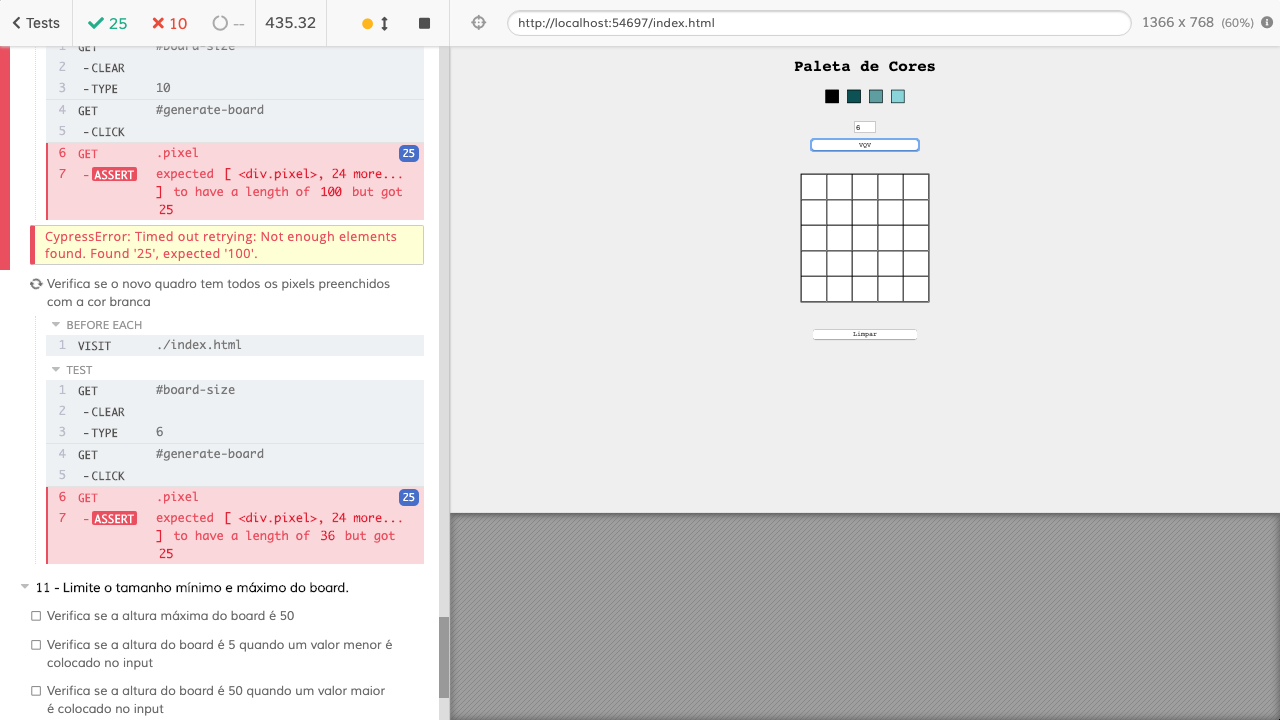 Tests 25 10 -- 435.32 http://localhost:54697/index.html 1366 x 768 (60%)
1 GET #board-size
2 -CLEAR
3 -TYPE 10
4 GET #generate-board
5 -CLICK
6 GET .pixel 25
7 -ASSERT expected [ <div.pixel>, 24 more...
] to have a length of 100 but got
25
CypressError: Timed out retrying: Not enough elements
found. Found '25', expected '100'.
Verifica se o novo quadro tem todos os pixels preenchidos
com a cor branca
BEFORE EACH
1 VISIT ./index.html
TEST
1 GET #board-size
2 -CLEAR
3 -TYPE 6
4 GET #generate-board
5 -CLICK
6 GET .pixel 25
7 -ASSERT expected [ <div.pixel>, 24 more...
] to have a length of 36 but got
25
11 - Limite o tamanho mínimo e máximo do board.
Verifica se a altura máxima do board é 50
Verifica se a altura do board é 5 quando um valor menor é
colocado no input
Verifica se a altura do board é 50 quando um valor maior
é colocado no input
Paleta de Cores
6
VQV
Limpar